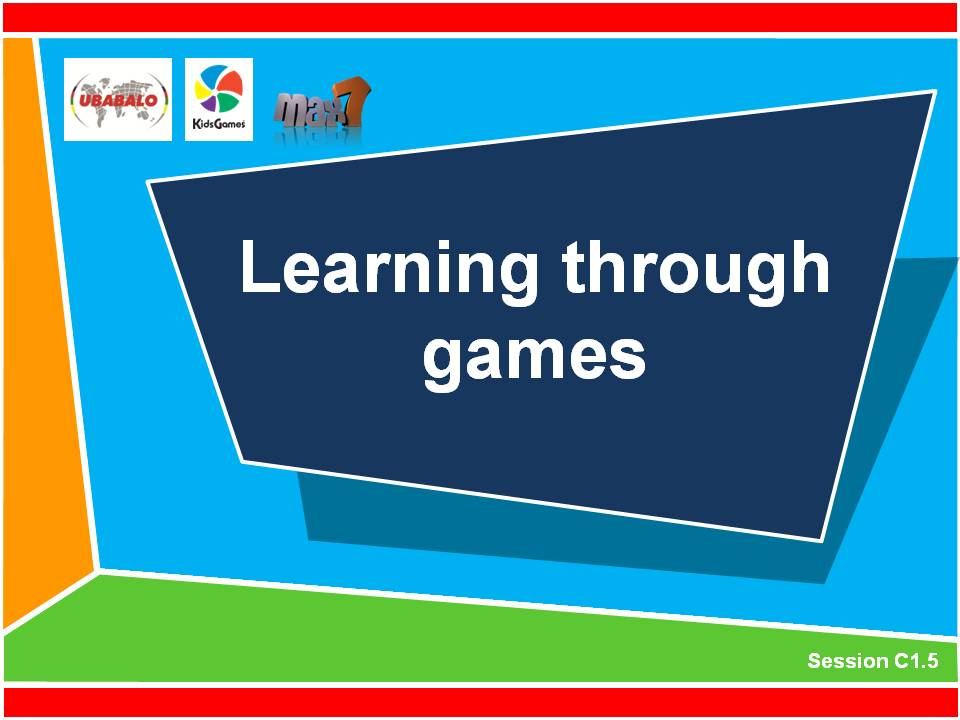 UBABALO
KidsGames
max7
Learning through
games
Session C1.5